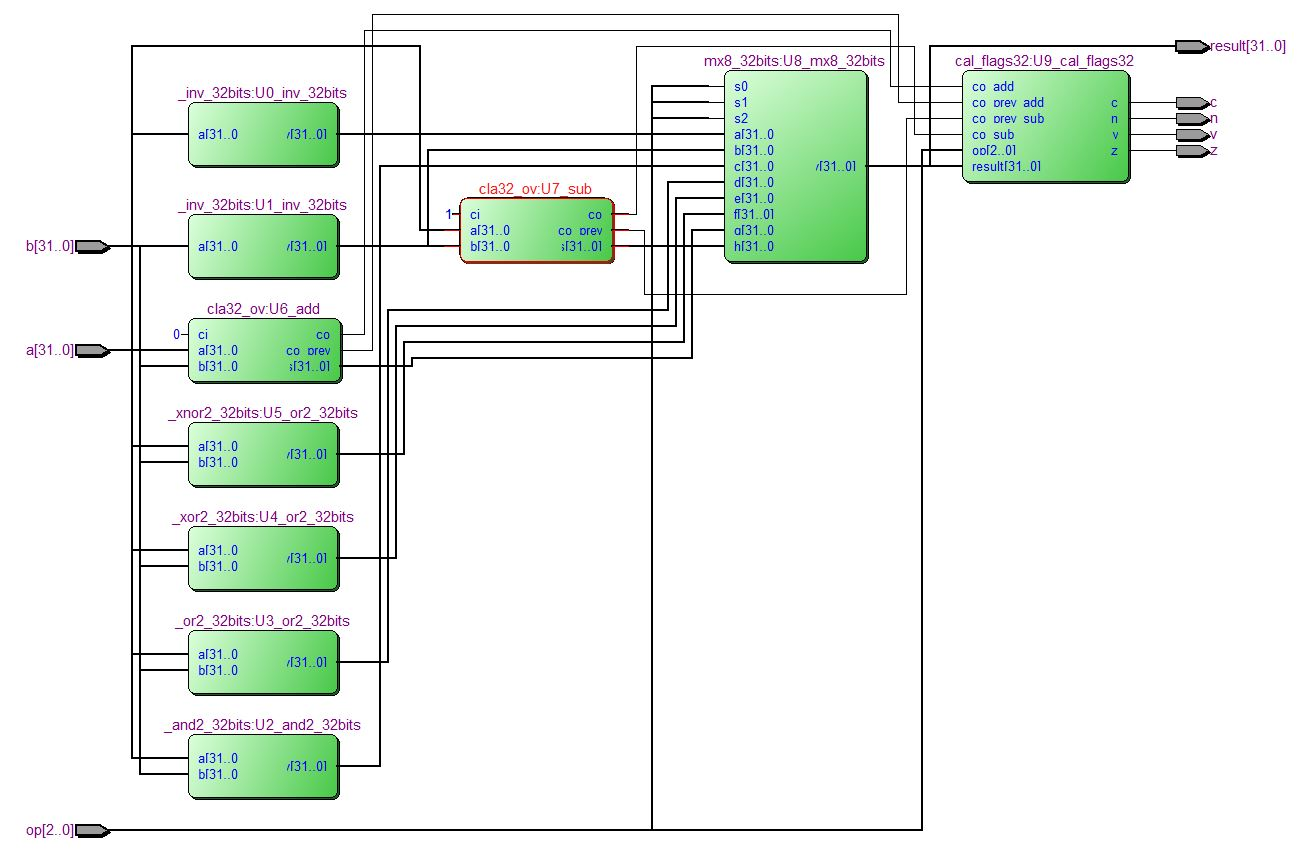 result[31..0]
mx8_32bits:U8_mx8_32bits
cal_flags32:U9_cal_flags32
s0
s1
s2
a[31..0]
b[31..0]
c[31..0]
d[31..0]
e[31..0]
f[31..0]
g[31..0]
h[31..0]
y[31..0]
co_add
co_prev_add
co_prev_sub
co_sub
op[2..0]
result[31..0]
c
n
v
z
c
n
v
z
_inv_32bits:U0_inv_32bits
a[31..0
y[31..0]
cla32_ov:U7_sub
1
ci
a[31..0
b[31..0
co
co_prev
s[31..0]
_inv_32bits:U1_inv_32bits
b[31..0]
a[31..0
y[31..0]
cla32_ov:U6_add
0
ci
a[31..0
b[31..0
co
co_prev
s[31..0]
a[31..0]
_xnor2_32bits:U5_or2_32bits
a[31..0
b[31..0
y[31..0]
_xor2_32bits:U4_or2_32bits
a[31..0
b[31..0
y[31..0]
_or2_32bits:U3_or2_32bits
a[31..0
b[31..0
y[31..0]
_and2_32bits:U2_and2_32bits
a[31..0
b[31..0
y[31..0]
op[2..0]